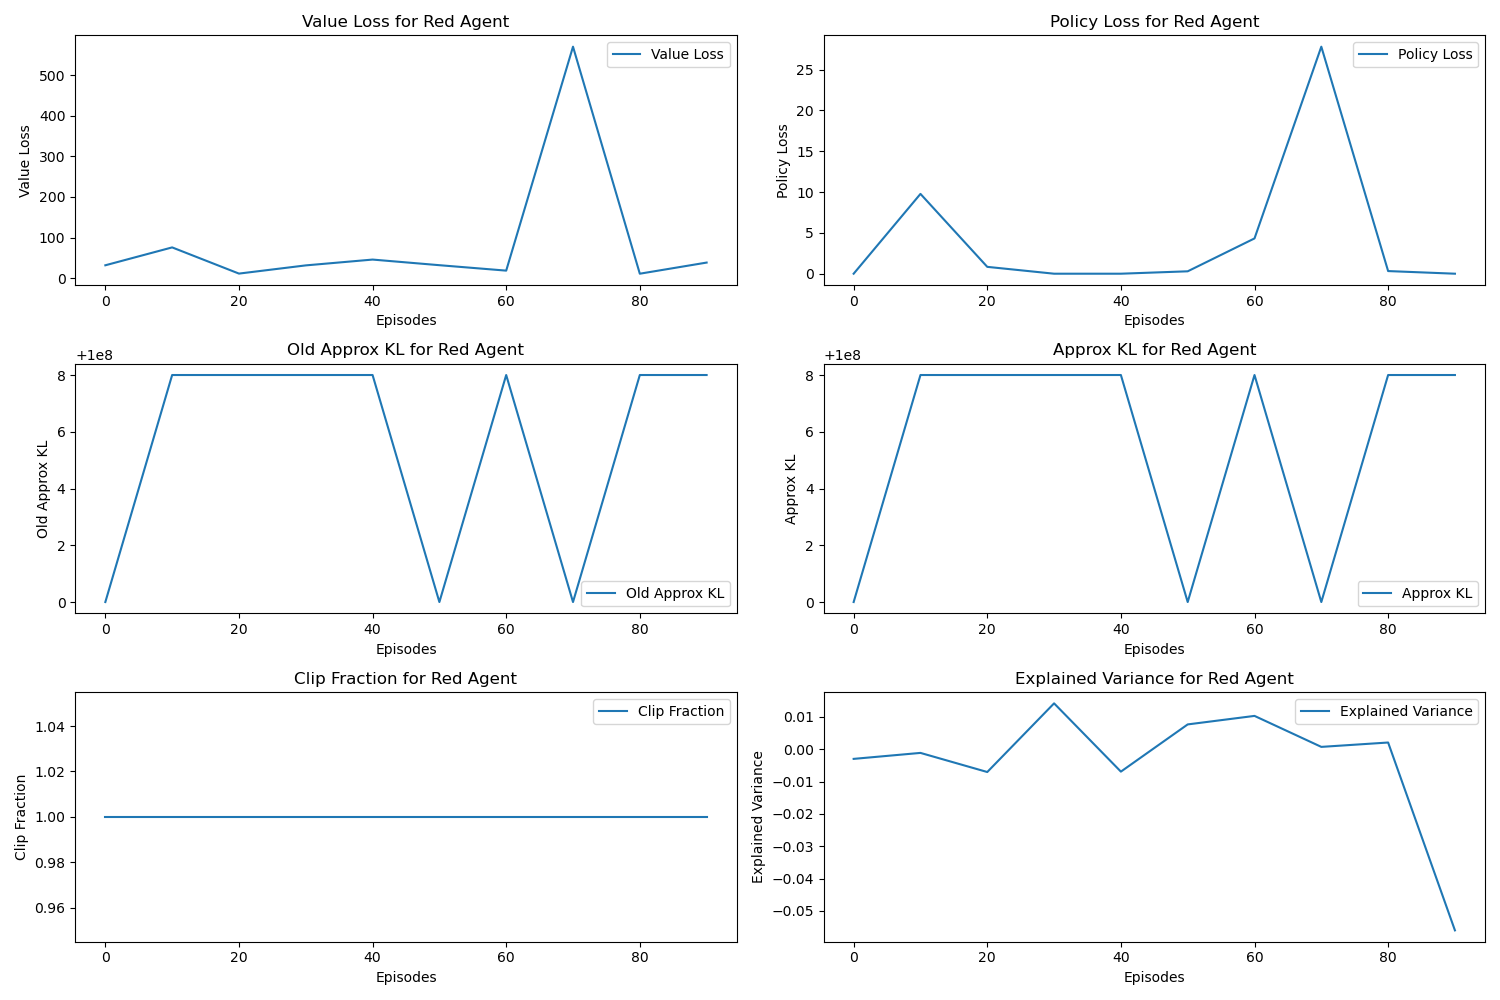 Value Loss for Red Agent
Value Loss
500
400
300
200
100
0
Value Loss
0 20 40 60 80
Episodes
Policy Loss for Red Agent
Policy Loss
25
20
15
10
5
0
Policy Loss
0 20 40 60 80
Episodes
Old Approx KL for Red Agent
+1e8
8
6
4
2
0
Old Approx KL
Old Approx KL
0 20 40 60 80
Episodes
Approx KL for Red Agent
+1e8
8
6
4
2
0
Approx KL
Approx KL
0 20 40 60 80
Episodes
Clip Fraction for Red Agent
Clip Fraction
1.04
1.02
1.00
0.98
0.96
Clip Fraction
0 20 40 60 80
Episodes
Explained Variance for Red Agent
Explained Variance
0.01
0.00
−0.01
−0.02
−0.03
−0.04
−0.05
Explained Variance
0 20 40 60 80
Episodes